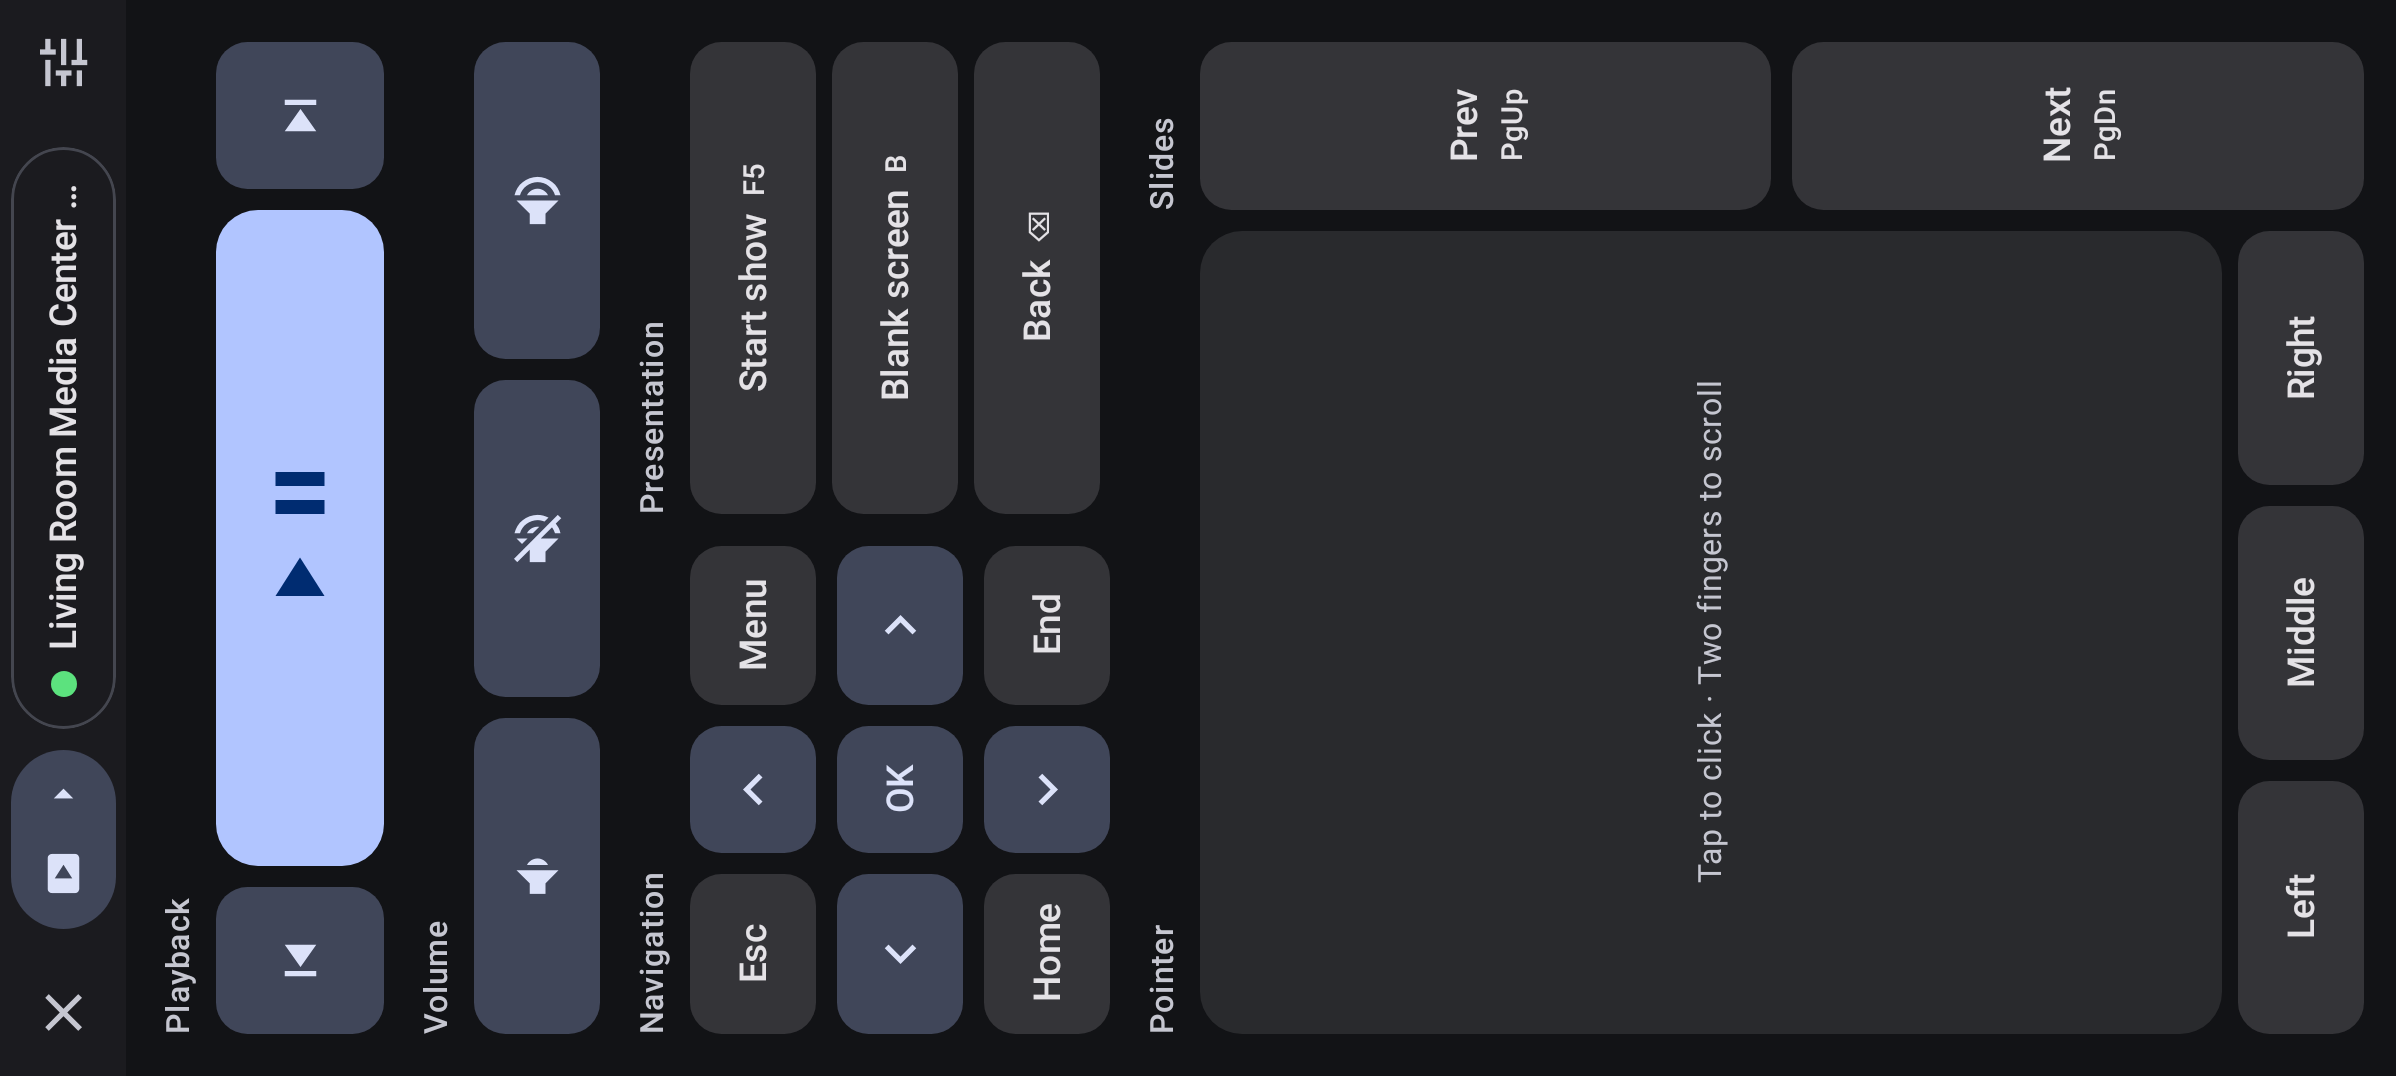 Living Room Media Center ...
Playback
Volume
Navigation
Presentation
Esc
Menu
Start show F5
OK
Blank screen B
Home
End
Back ⌫
Pointer
Slides
Tap to click · Two fingers to scroll
Prev
PgUp
Next
PgDn
Left
Middle
Right